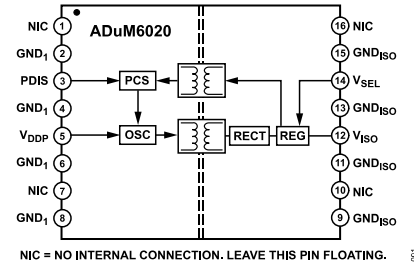 ADuM6020
NIC 1
GND1 2
PDIS 3
GND1 4
VDDP 5
GND1 6
NIC 7
GND1 8
PCS
OSC
RECT
REG
16 NIC
15 GNDISO
14 VSEL
13 GNDISO
12 VISO
11 GNDISO
10 NIC
9 GNDISO
NIC = NO INTERNAL CONNECTION. LEAVE THIS PIN FLOATING.